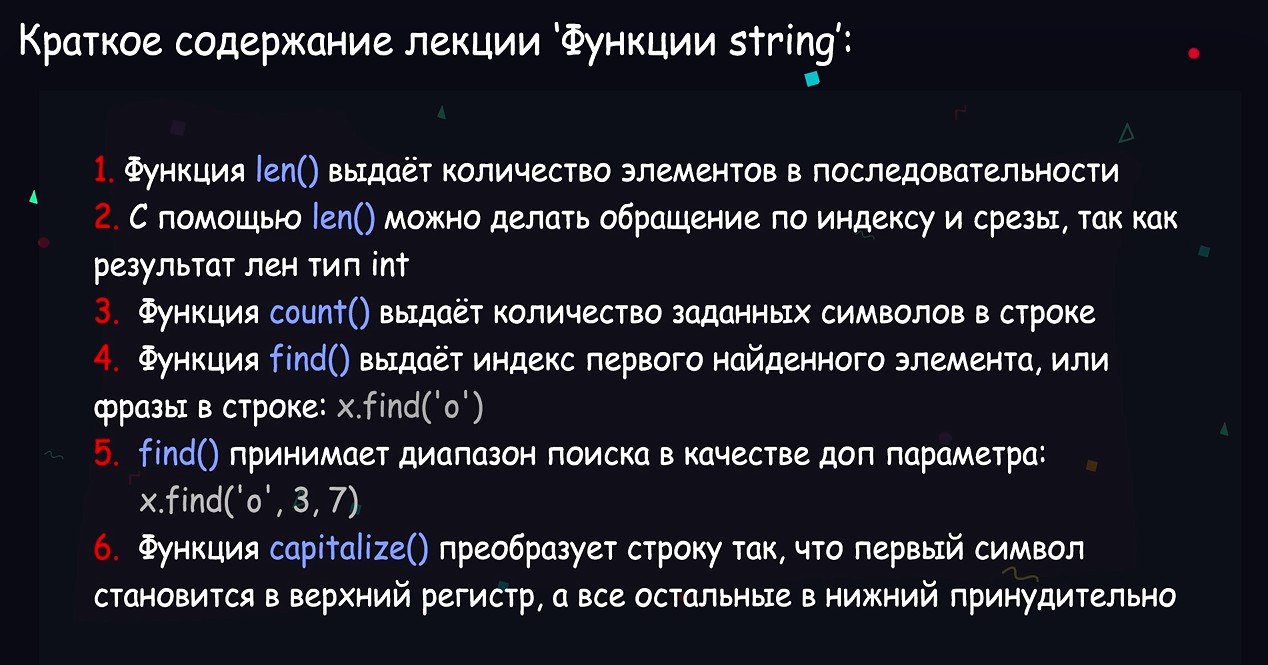 Краткое содержание лекции ‘Функции string’:
1. Функция len() выдаёт количество элементов в последовательности
2. С помощью len() можно делать обращение по индексу и срезы, так как
результат лен тип int
3. Функция count() выдаёт количество заданных символов в строке
4. Функция find() выдаёт индекс первого найденного элемента, или
фразы в строке: x.find('o')
5. find() принимает диапазон поиска в качестве доп параметра:
x.find('o', 3, 7)
6. Функция capitalize() преобразует строку так, что первый символ
становится в верхний регистр, а все остальные в нижний принудительно